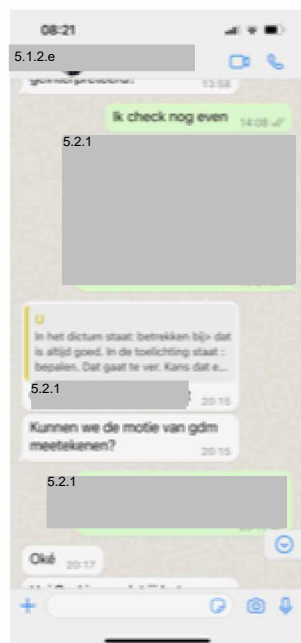 08:21
5.1.2.e
geïnterpreteerd?
13:58
Ik check nog even 14:08
5.2.1
U
In het dictum staat: betrekken bij> dat
is altijd goed. In de toelichting staat :
bepalen. Dat gaat te ver. Kans dat e...
5.2.1
20:15
Kunnen we de motie van gdm
meetekenen?
20:15
5.2.1
Oké 20:17